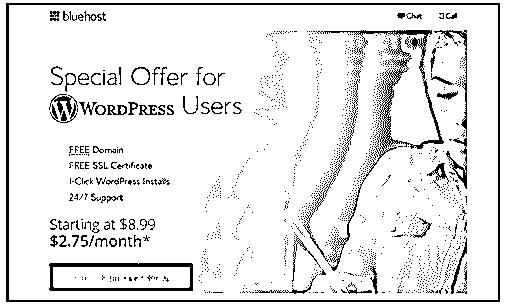 bluehost
Chat Call
Special Offer for
WORDPRESS Users
FREE Domain
FREE SSL Certificate
1-Click WordPress Installs
24/7 Support
Starting at $8.99
$2.75/month*